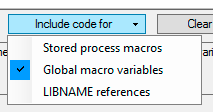 Include code for
Clear
Stored process macros
Global macro variables
LIBNAME references